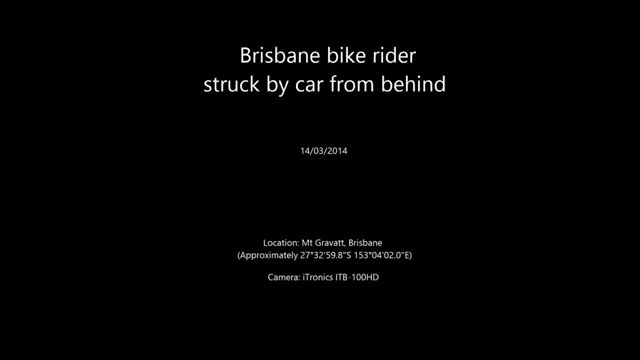 Brisbane bike rider
struck by car from behind
14/03/2014
Location: Mt Gravatt, Brisbane
(Approximately 27°32'59.8"S 153°04'02.0"E)
Camera: iTronics ITB-100HD